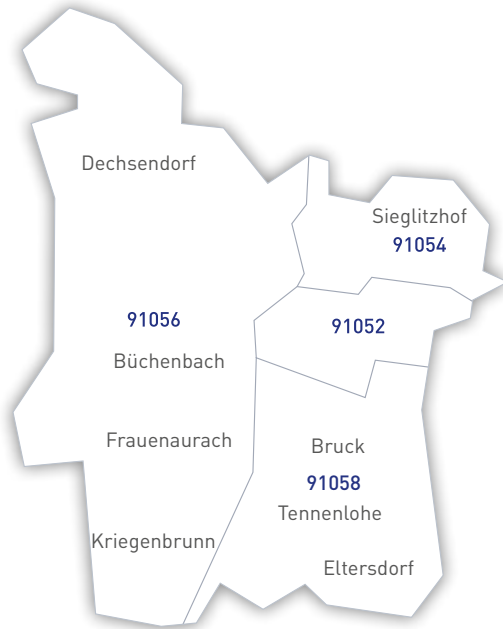 Dechsendorf
Sieglitzhof
91054
91056
91052
Büchenbach
Frauenaurach
Bruck
91058
Tennenlohe
Kriegenbrunn
Eltersdorf